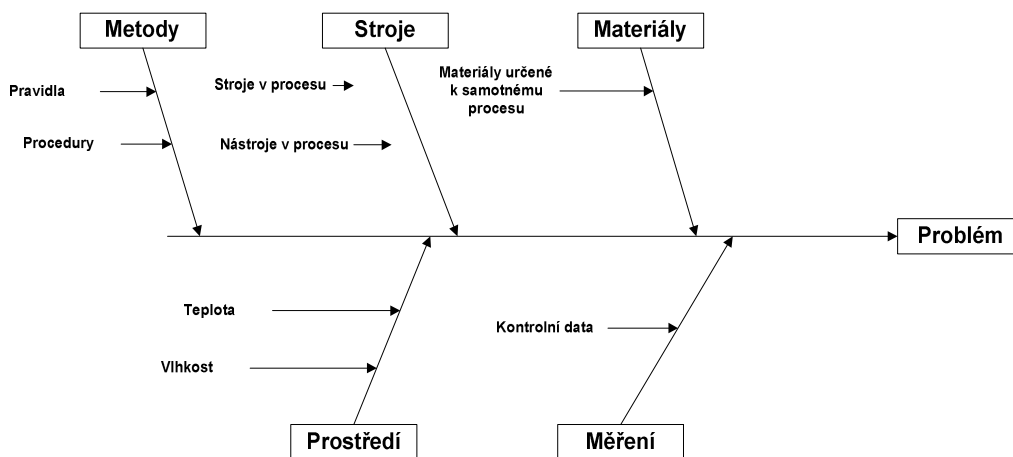 Metody
Stroje
Materiály
Pravidla
Stroje v procesu
Materiály určené
k samotnému
procesu
Procedury
Nástroje v procesu
Problém
Teplota
Kontrolní data
Vlhkost
Prostředí
Měření